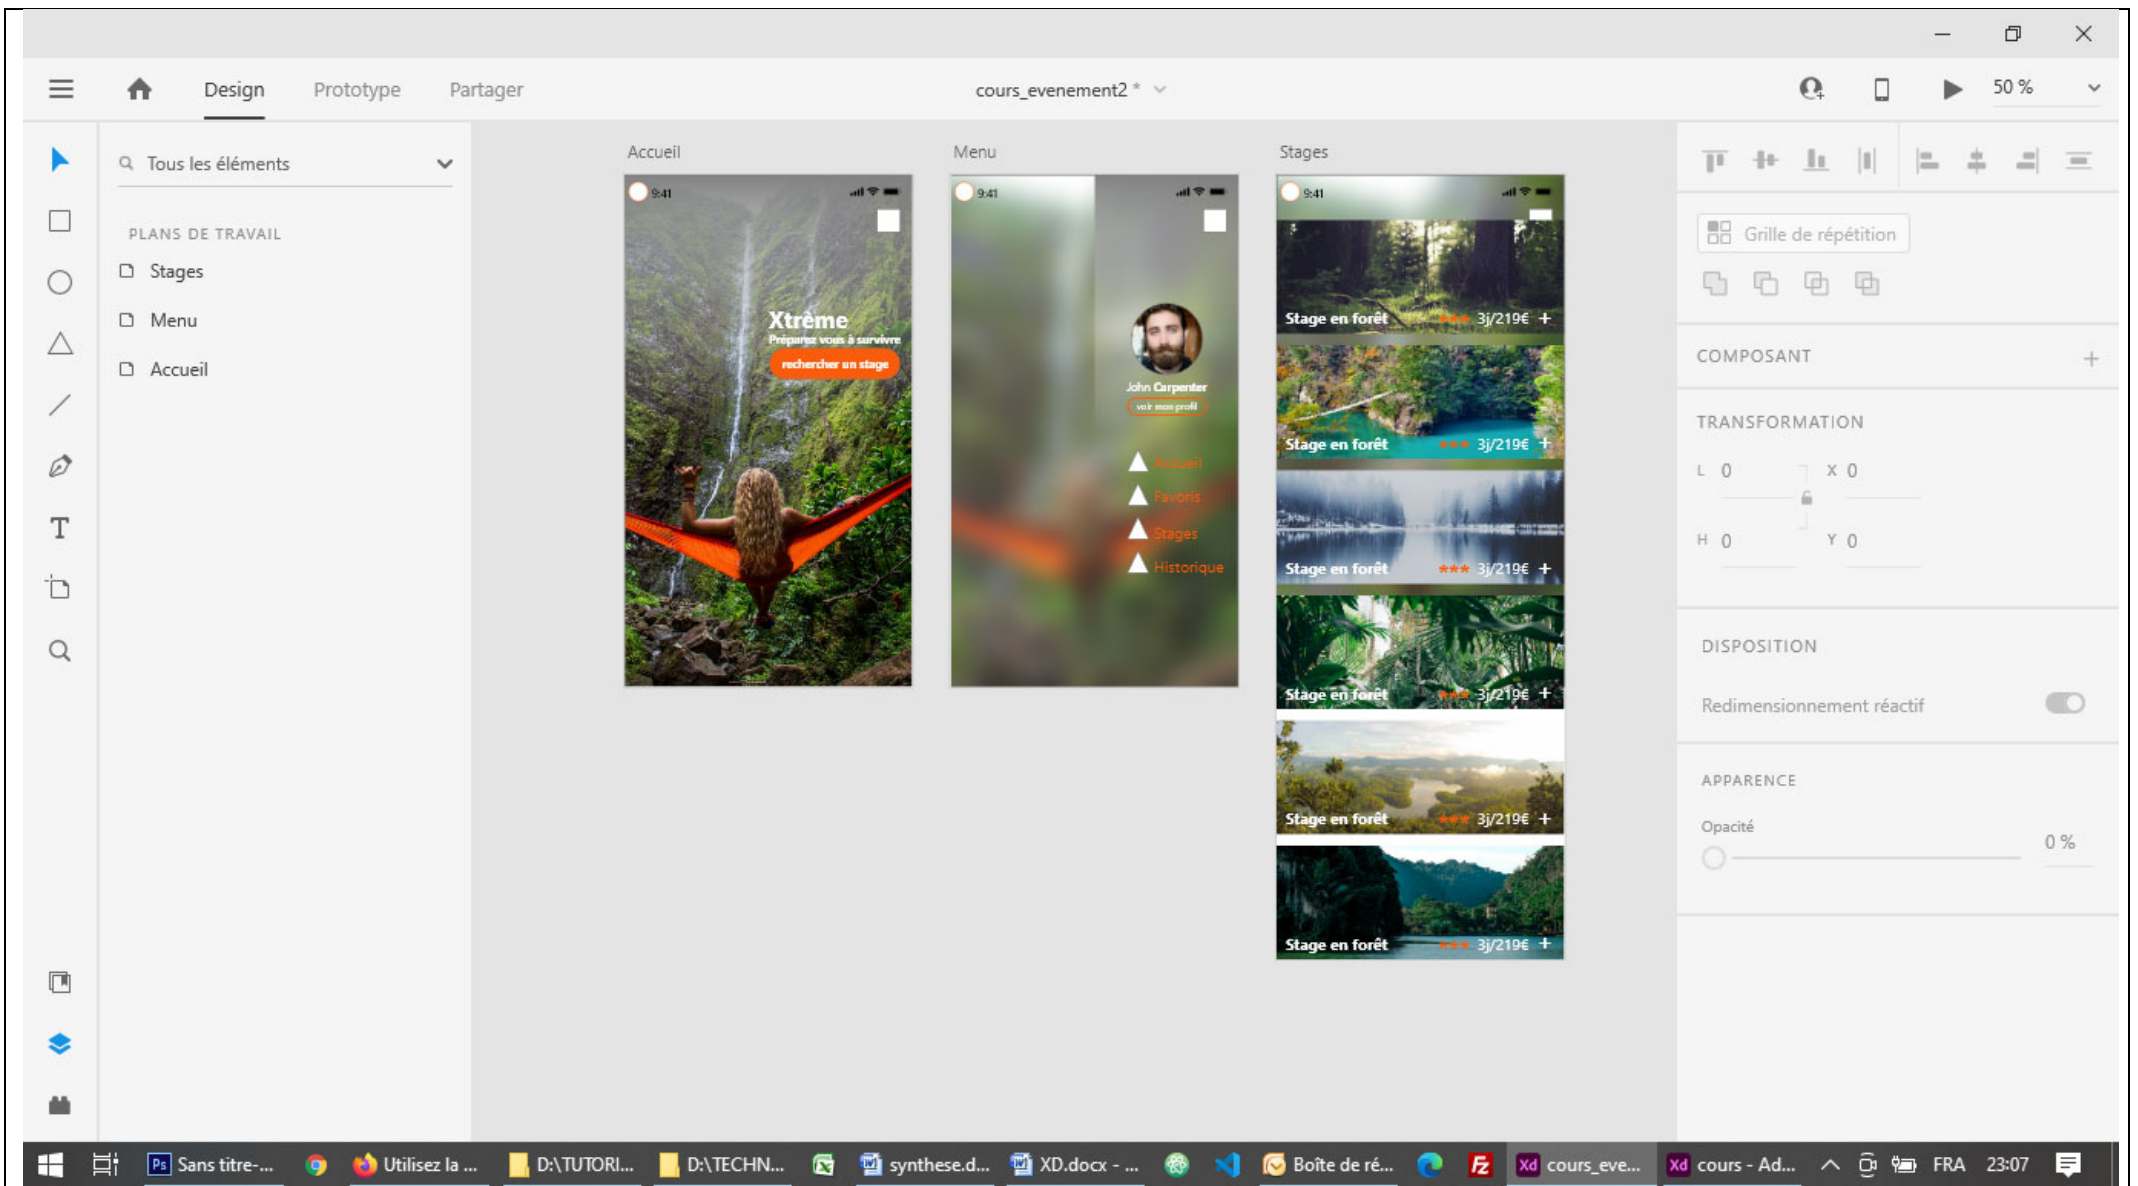 Design Prototype Partager cours_evenement2 * 50 %
Tous les éléments
PLANS DE TRAVAIL
Stages
Menu
Accueil
Accueil
9:41
Xtrème
Préparez vous à survivre
rechercher un stage
Menu
9:41
John Carpenter
voir mon profil
Accueil
Favoris
Stages
Historique
Stages
9:41
Stage en forêt *** 3j/219€ +
Stage en forêt *** 3j/219€ +
Stage en forêt *** 3j/219€ +
Stage en forêt *** 3j/219€ +
Stage en forêt *** 3j/219€ +
Stage en forêt *** 3j/219€ +
Grille de répétition
COMPOSANT +
TRANSFORMATION
L 0 X 0
H 0 Y 0
DISPOSITION
Redimensionnement réactif
APPARENCE
Opacité
0 %
Ps Sans titre-... Utilisez la ... D:\TUTORI... D:\TECHN... synthese.d... XD.docx - ... Boîte de ré... Fz Xd cours_eve... Xd cours - Ad... FRA 23:07